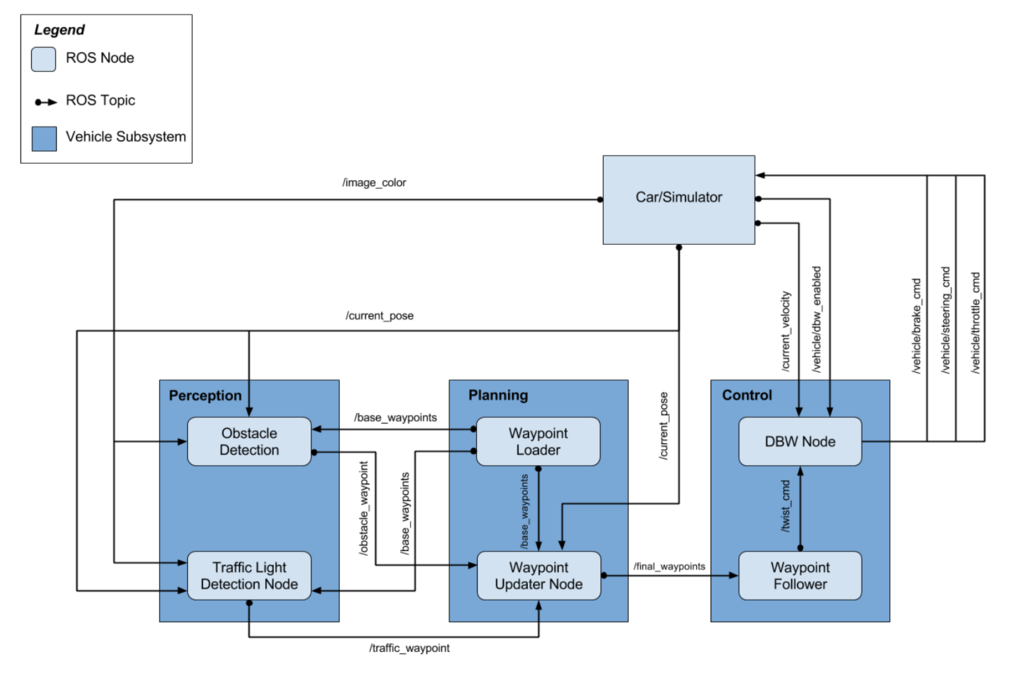 Legend
ROS Node
ROS Topic
Vehicle Subsystem
/image_color
Car/Simulator
/current_pose
/current_velocity
/vehicle/dbw_enabled
/vehicle/brake_cmd
/vehicle/steering_cmd
/vehicle/throttle_cmd
Perception
Obstacle
Detection
Traffic Light
Detection Node
/base_waypoints
/obstacle_waypoint
/base_waypoints
/traffic_waypoint
Planning
Waypoint
Loader
/base_waypoints
/current_pose
Waypoint
Updater Node
/final_waypoints
Control
DBW Node
/twist_cmd
Waypoint
Follower